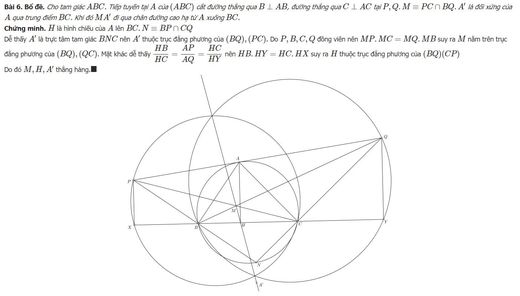 Bài 6. Bổ đề. Cho tam giác ABC. Tiếp tuyến tại A của (ABC) cắt đường thẳng qua B ⊥ AB, đường thẳng qua C ⊥ AC tại P, Q. M ≡ PC ∩ BQ. A′ là đối xứng của
A qua trung điểm BC. Khi đó MA′ đi qua chân đường cao hạ từ A xuống BC.
Chứng minh. H là hình chiếu của A lên BC. N ≡ BP ∩ CQ
Dễ thấy A′ là trực tâm tam giác BNC nên A′ thuộc trục đẳng phương của (BQ), (PC). Do P, B, C, Q đồng viên nên MP.MC = MQ.MB suy ra M nằm trên trục
đẳng phương của (BQ), (QC). Mặt khác dễ thấy HB/HC = AP/AQ = HC/HY nên HB.HY = HC.HX suy ra H thuộc trục đẳng phương của (BQ)(CP)
Do đó M, H, A′ thẳng hàng.■
A
Q
P
M
X
B
H
C
Y
N
A′